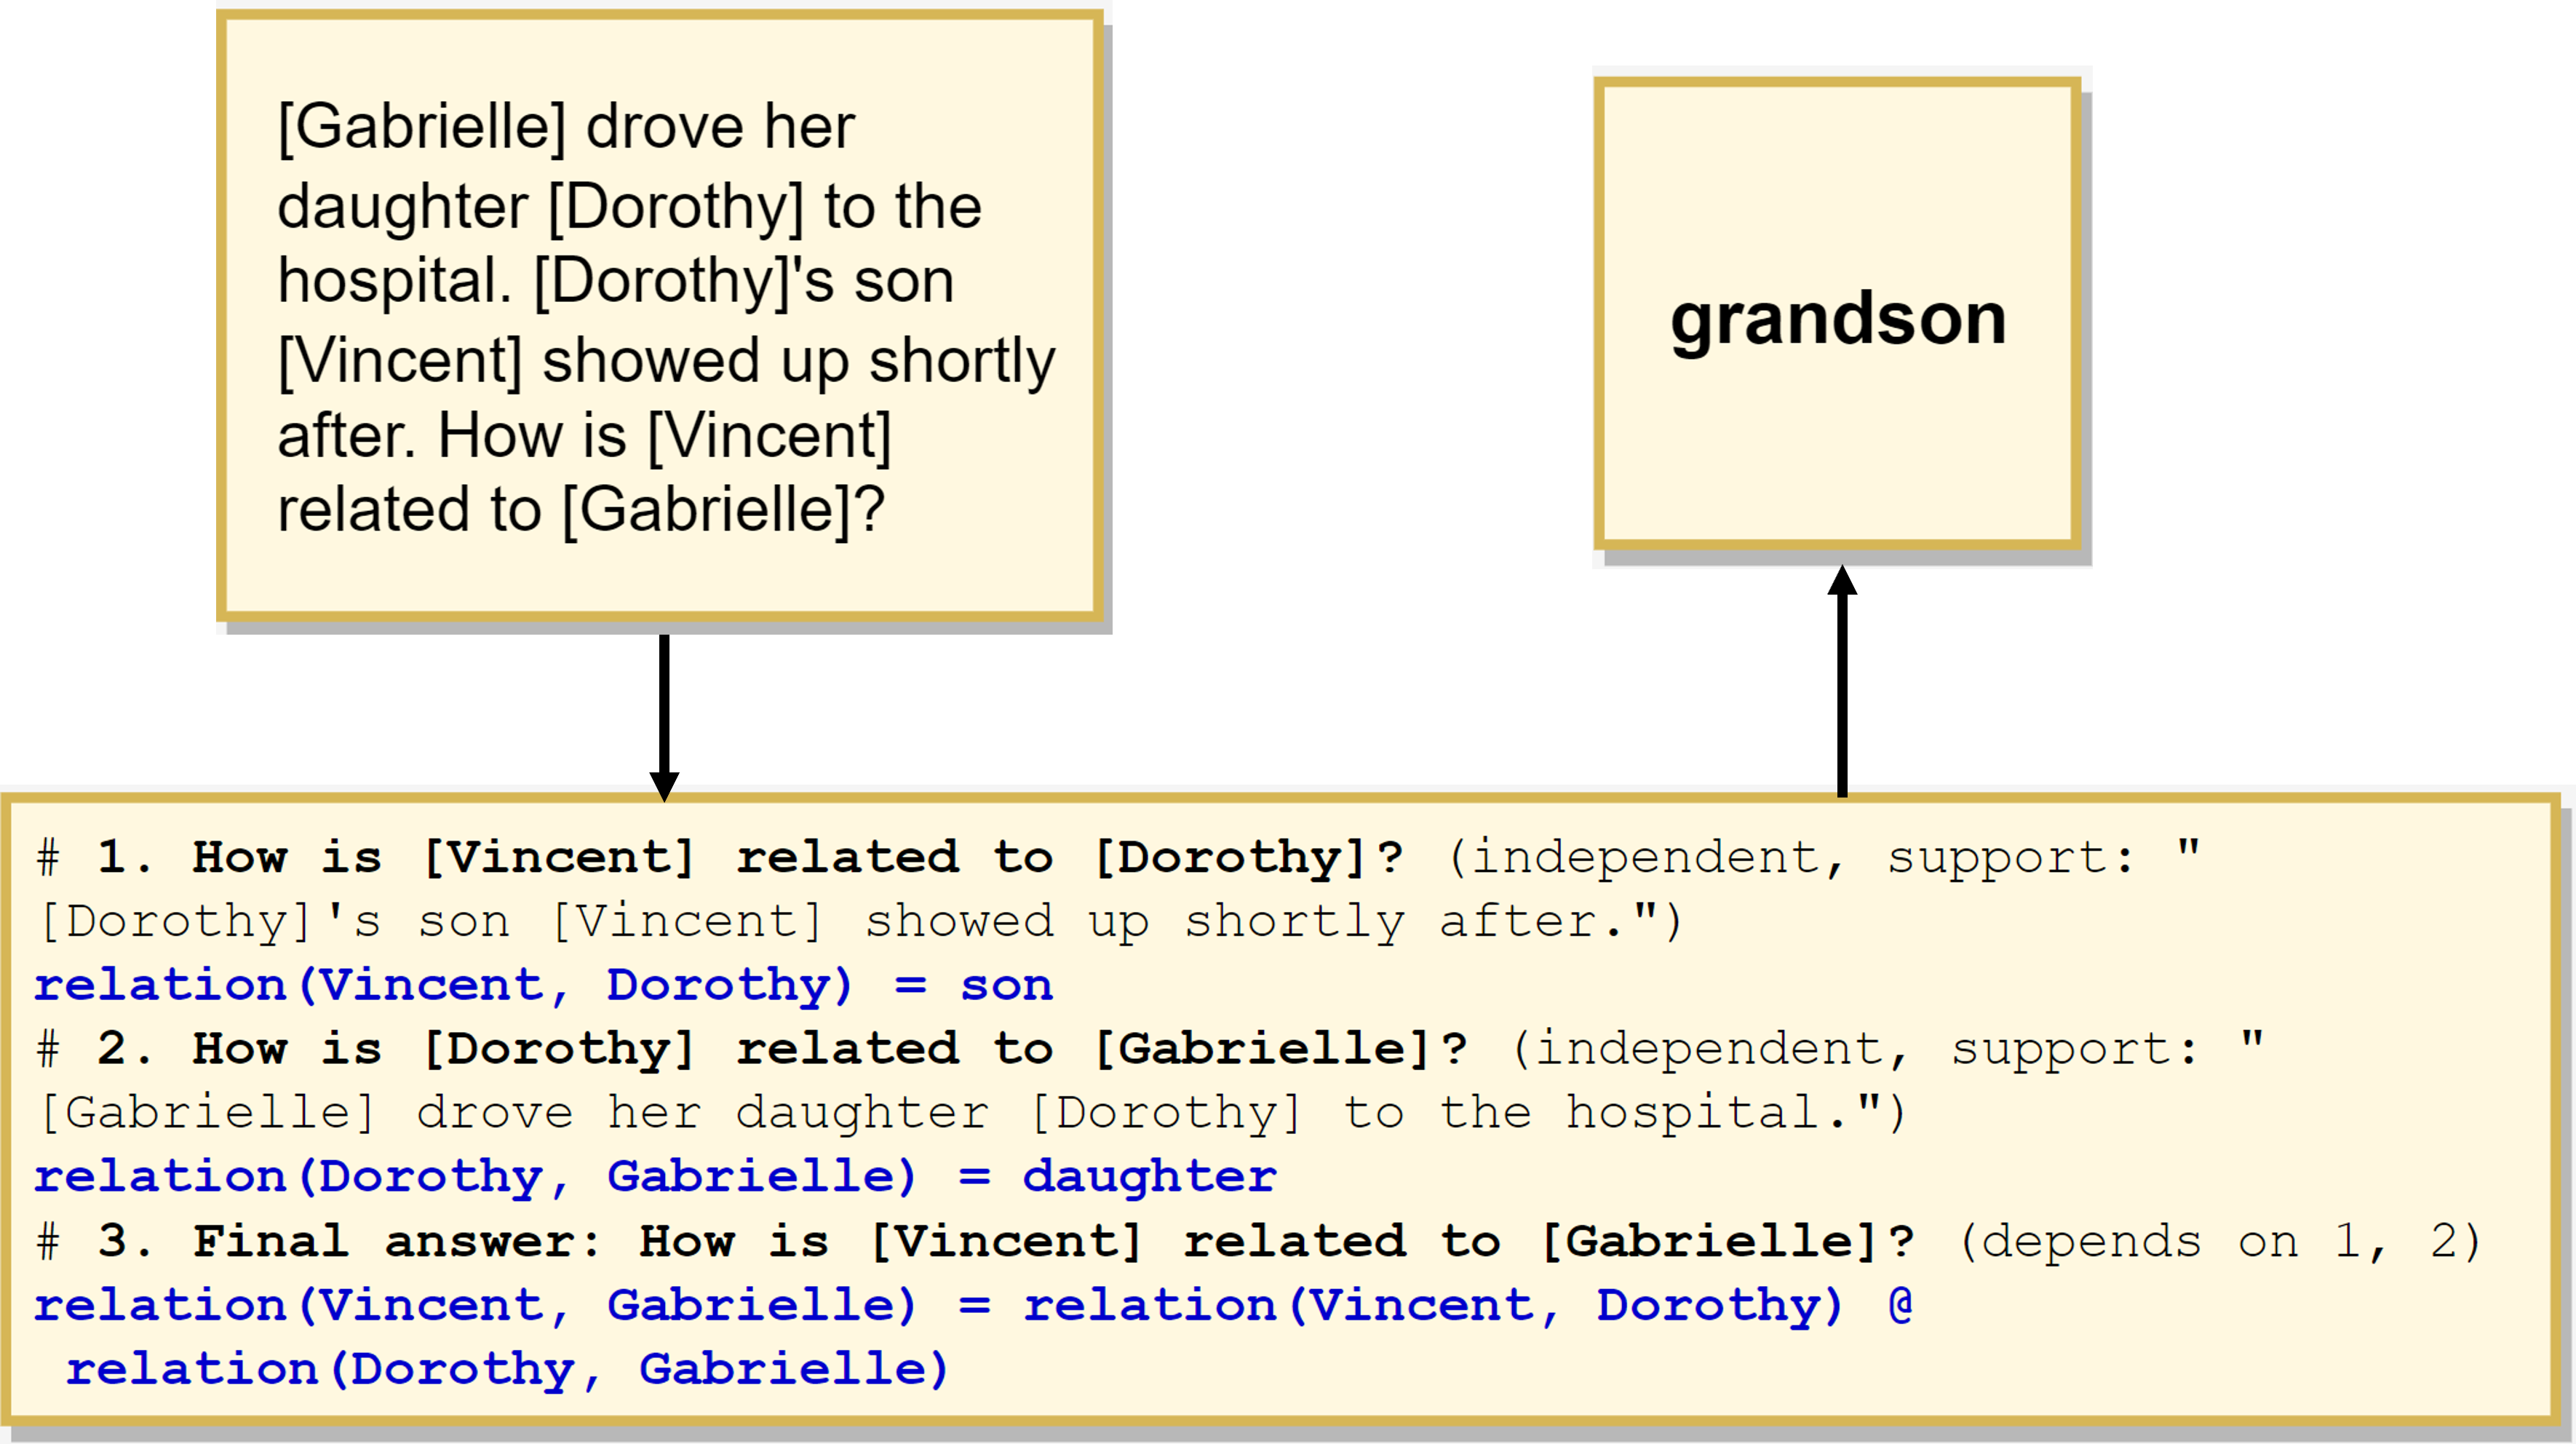 [Gabrielle] drove her
daughter [Dorothy] to the
hospital. [Dorothy]'s son
[Vincent] showed up shortly
after. How is [Vincent]
related to [Gabrielle]?
grandson
# 1. How is [Vincent] related to [Dorothy]? (independent, support: "
[Dorothy]'s son [Vincent] showed up shortly after.")
relation(Vincent, Dorothy) = son
# 2. How is [Dorothy] related to [Gabrielle]? (independent, support: "
[Gabrielle] drove her daughter [Dorothy] to the hospital.")
relation(Dorothy, Gabrielle) = daughter
# 3. Final answer: How is [Vincent] related to [Gabrielle]? (depends on 1, 2)
relation(Vincent, Gabrielle) = relation(Vincent, Dorothy) @
relation(Dorothy, Gabrielle)